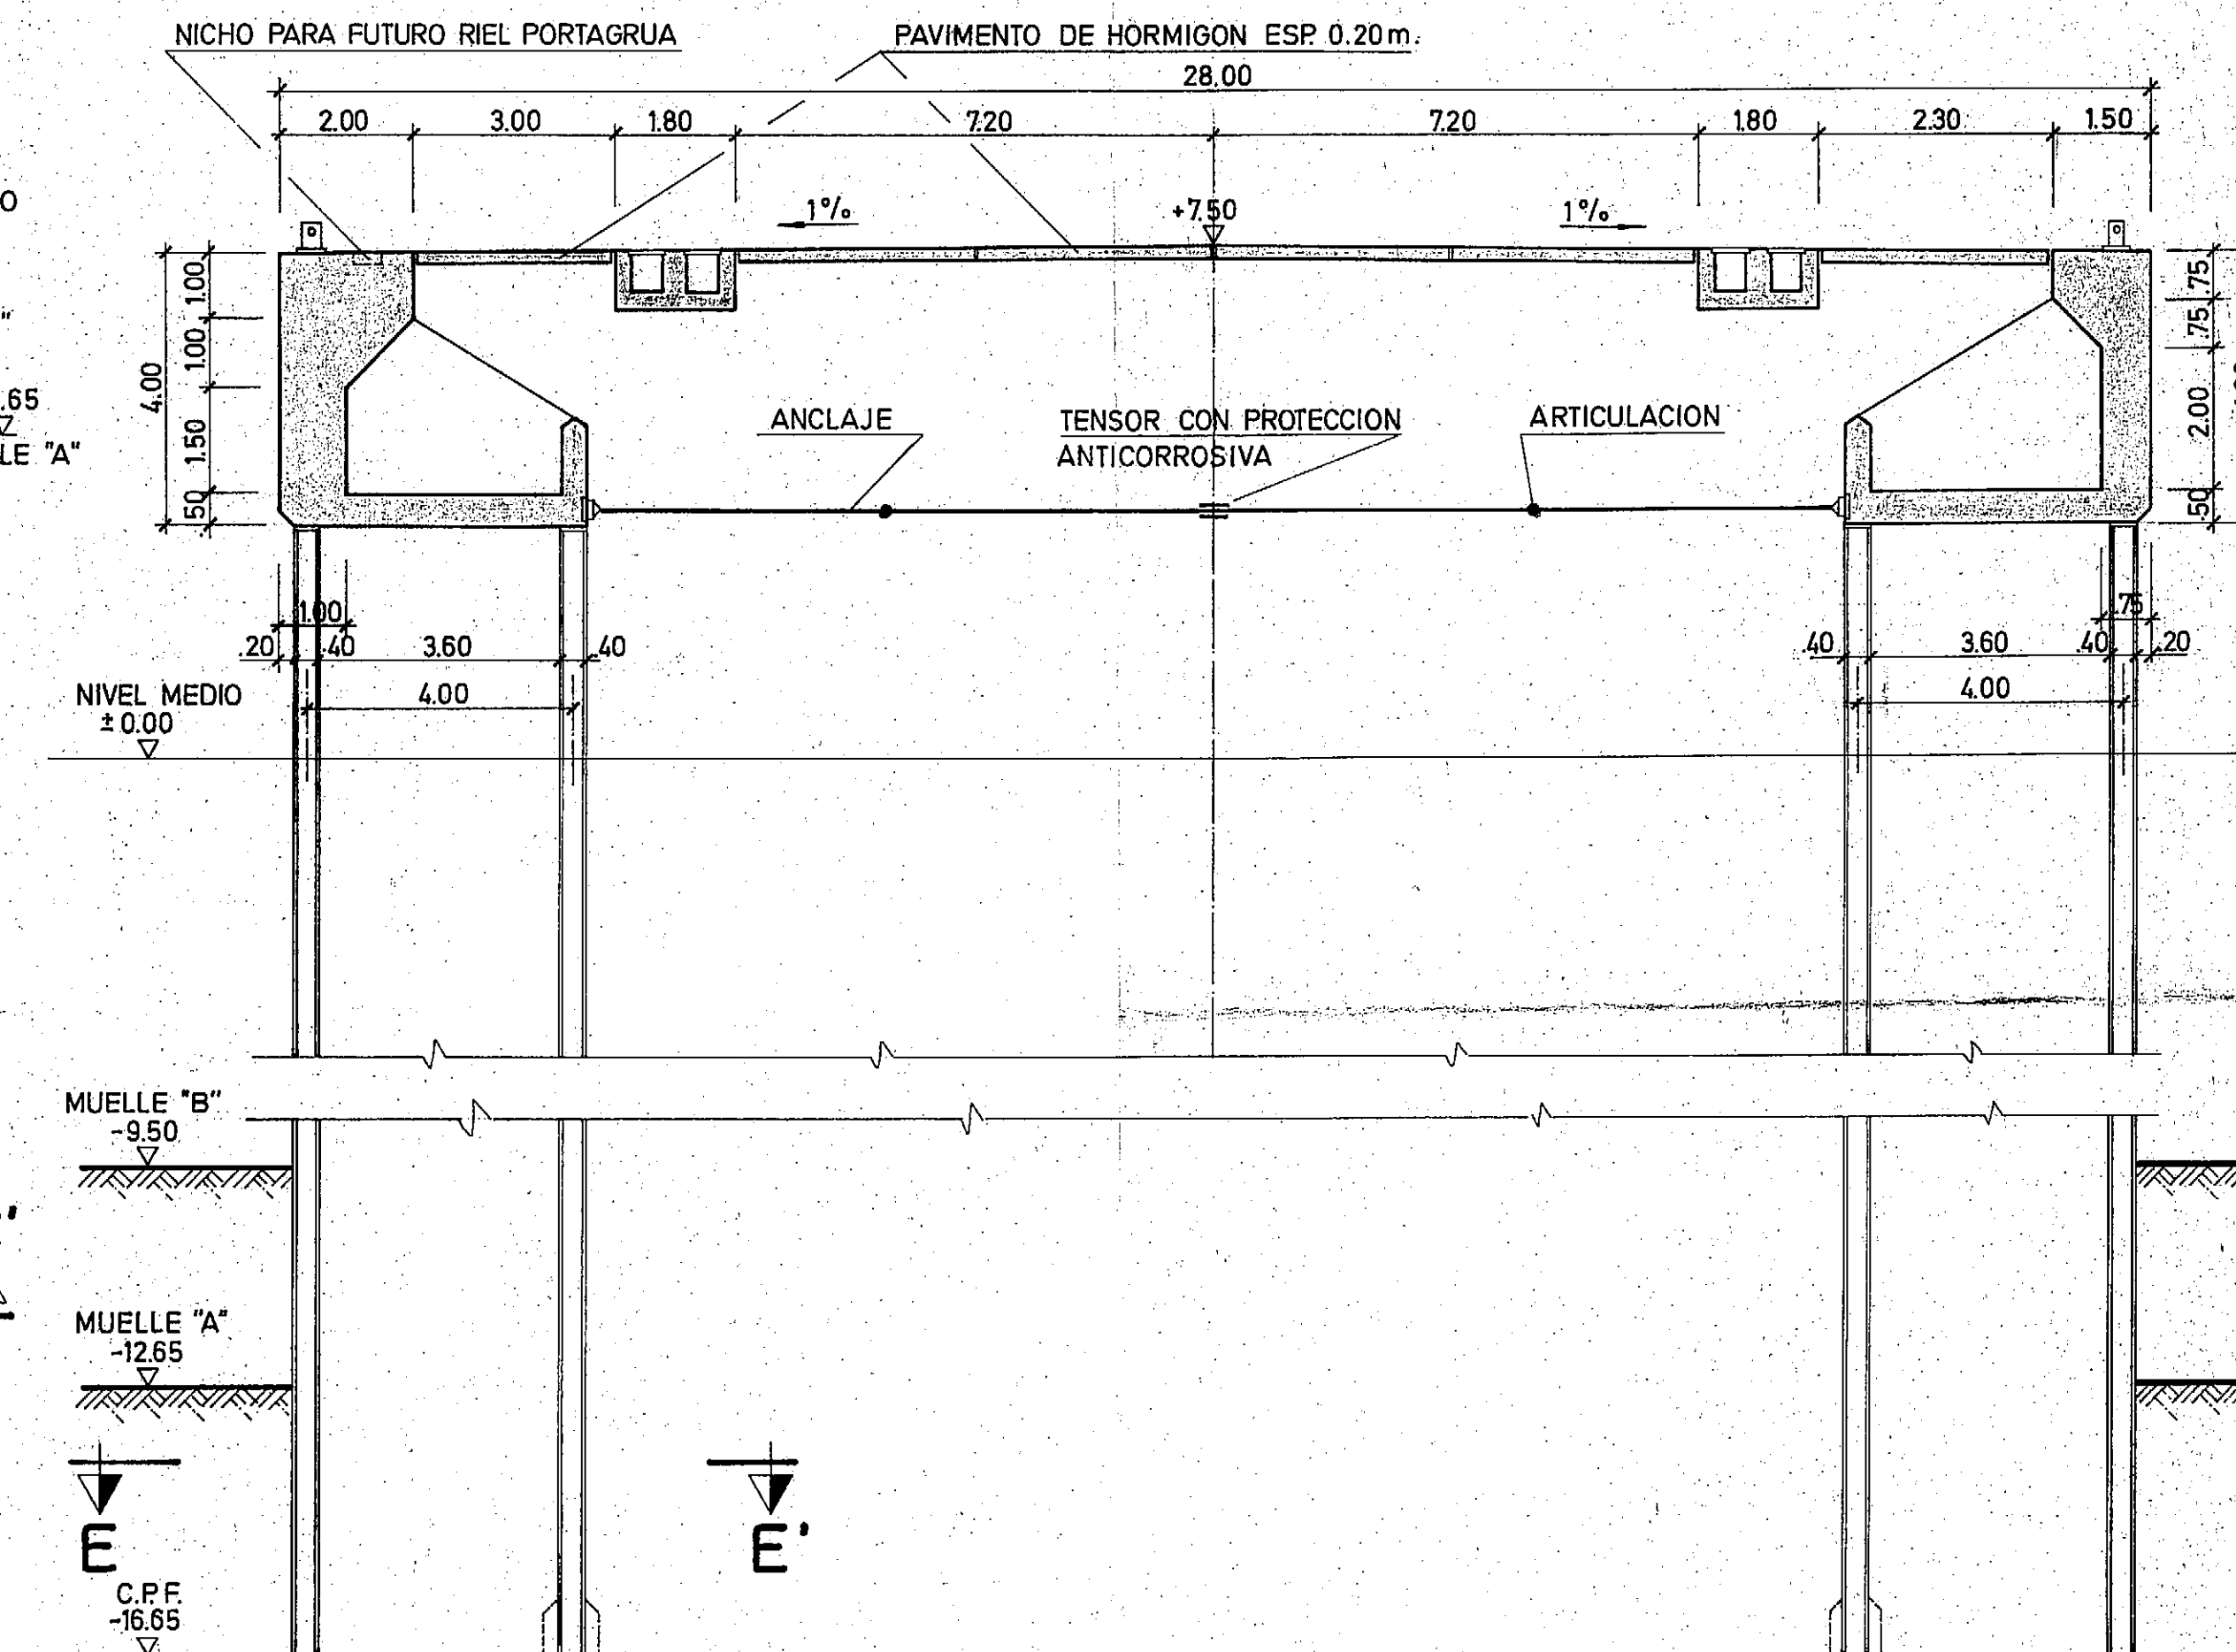 NICHO PARA FUTURO RIEL PORTAGRUA
PAVIMENTO DE HORMIGON ESP. 0.20 m.
28.00
2.00 3.00 1.80 7.20 7.20 1.80 2.30 1.50
1% +7.50 1%
1.00
1.00
4.00
1.50
.50
.75
.75
2.00
.50
.65
LE "A"
ANCLAJE
TENSOR CON PROTECCION
ANTICORROSIVA
ARTICULACION
1.00
.20 .40 3.60 .40
4.00
.75
.40 3.60 .40 .20
4.00
NIVEL MEDIO
± 0.00
MUELLE "B"
-9.50
MUELLE "A"
-12.65
E E'
C.P.F.
-16.65